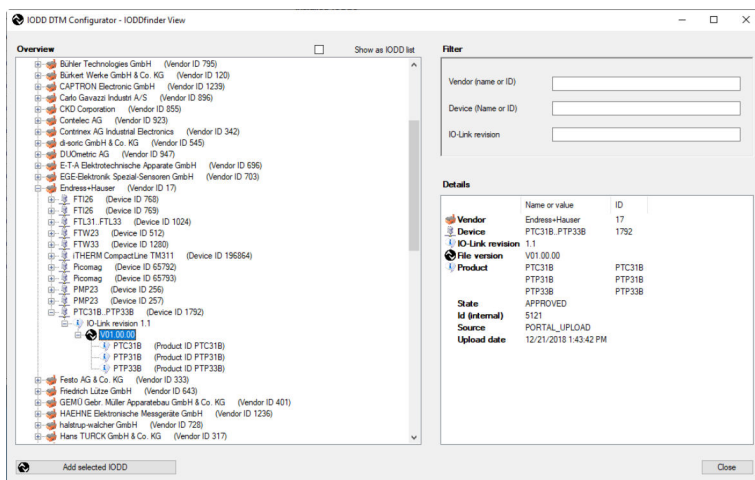 IODD DTM Configurator - IODDfinder View
Overview
Show as IODD list
Bühler Technologies GmbH (Vendor ID 795)
Bürkert Werke GmbH & Co. KG (Vendor ID 120)
CAPTRON Electronic GmbH (Vendor ID 1239)
Carlo Gavazzi Industri A/S (Vendor ID 896)
CKD Corporation (Vendor ID 855)
Contelec AG (Vendor ID 923)
Contrinex AG Industrial Electronics (Vendor ID 342)
di-soric GmbH & Co. KG (Vendor ID 545)
DUOmetric AG (Vendor ID 947)
E-T-A Elektrotechnische Apparate GmbH (Vendor ID 696)
EGE-Elektronik Spezial-Sensoren GmbH (Vendor ID 703)
Endress+Hauser (Vendor ID 17)
FTI26 (Device ID 768)
FTI26 (Device ID 769)
FTL31..FTL33 (Device ID 1024)
FTW23 (Device ID 512)
FTW33 (Device ID 1280)
iTHERM CompactLine TM311 (Device ID 196864)
Picomag (Device ID 65792)
Picomag (Device ID 65793)
PMP23 (Device ID 256)
PMP23 (Device ID 257)
PTC31B..PTP33B (Device ID 1792)
IO-Link revision 1.1
V01.00.00
PTC31B (Product ID PTC31B)
PTP31B (Product ID PTP31B)
PTP33B (Product ID PTP33B)
Festo AG & Co. KG (Vendor ID 333)
Friedrich Lütze GmbH (Vendor ID 643)
GEMÜ Gebr. Müller Apparatebau GmbH & Co. KG (Vendor ID 401)
HAEHNE Elektronische Messgeräte GmbH (Vendor ID 1236)
halstrup-walcher GmbH (Vendor ID 728)
Hans TURCK GmbH & Co. KG (Vendor ID 317)
Add selected IODD
Filter
Vendor (name or ID)
Device (Name or ID)
IO-Link revision
Details
Name or value ID
Vendor Endress+Hauser 17
Device PTC31B..PTP33B 1792
IO-Link revision 1.1
File version V01.00.00
Product PTC31B PTC31B
PTP31B PTP31B
PTP33B PTP33B
State APPROVED
Id (internal) 5121
Source PORTAL_UPLOAD
Upload date 12/21/2018 1:43:42 PM
Close